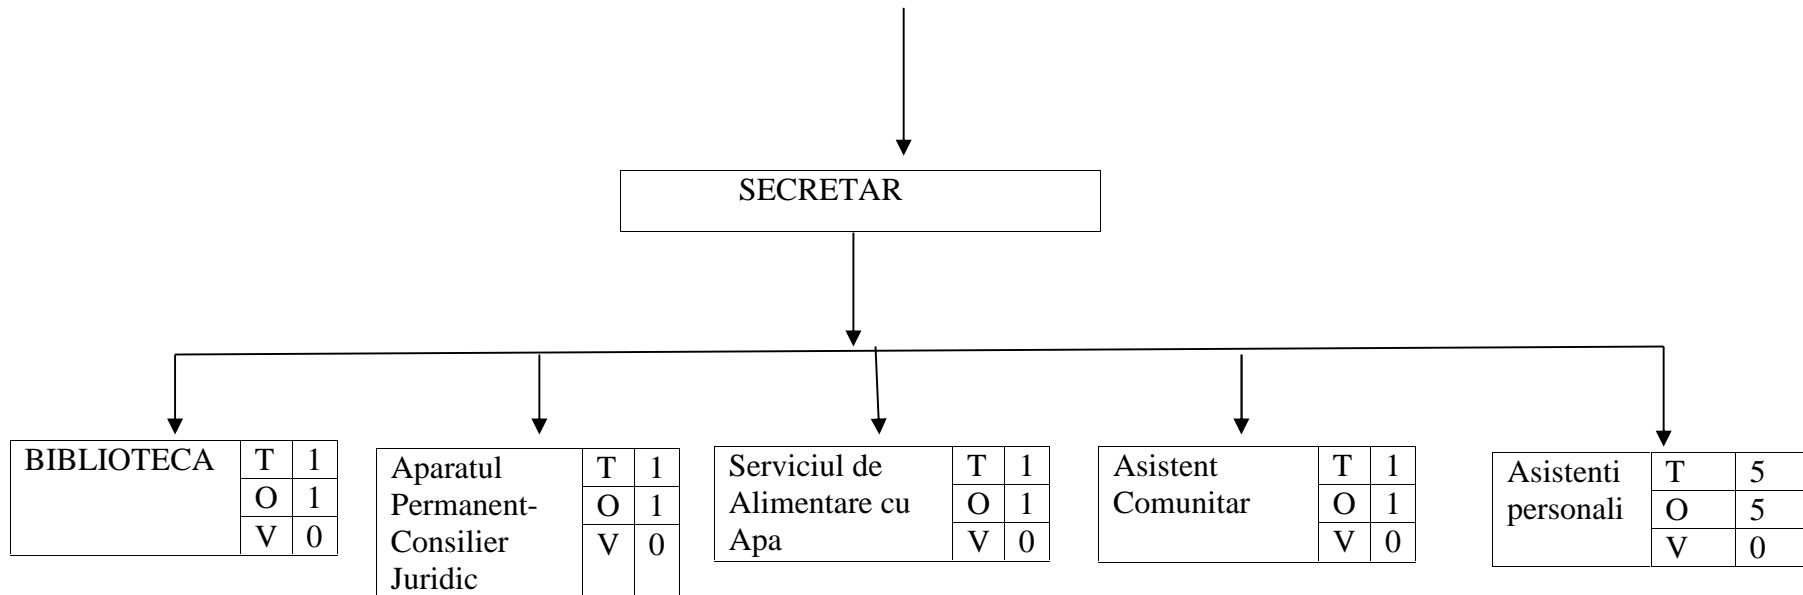 SECRETAR
BIBLIOTECA T 1
O 1
V 0
Aparatul T 1
Permanent- O 1
Consilier V 0
Juridic
Serviciul de T 1
Alimentare cu O 1
Apa V 0
Asistent T 1
Comunitar O 1
V 0
Asistenti T 5
personali O 5
V 0